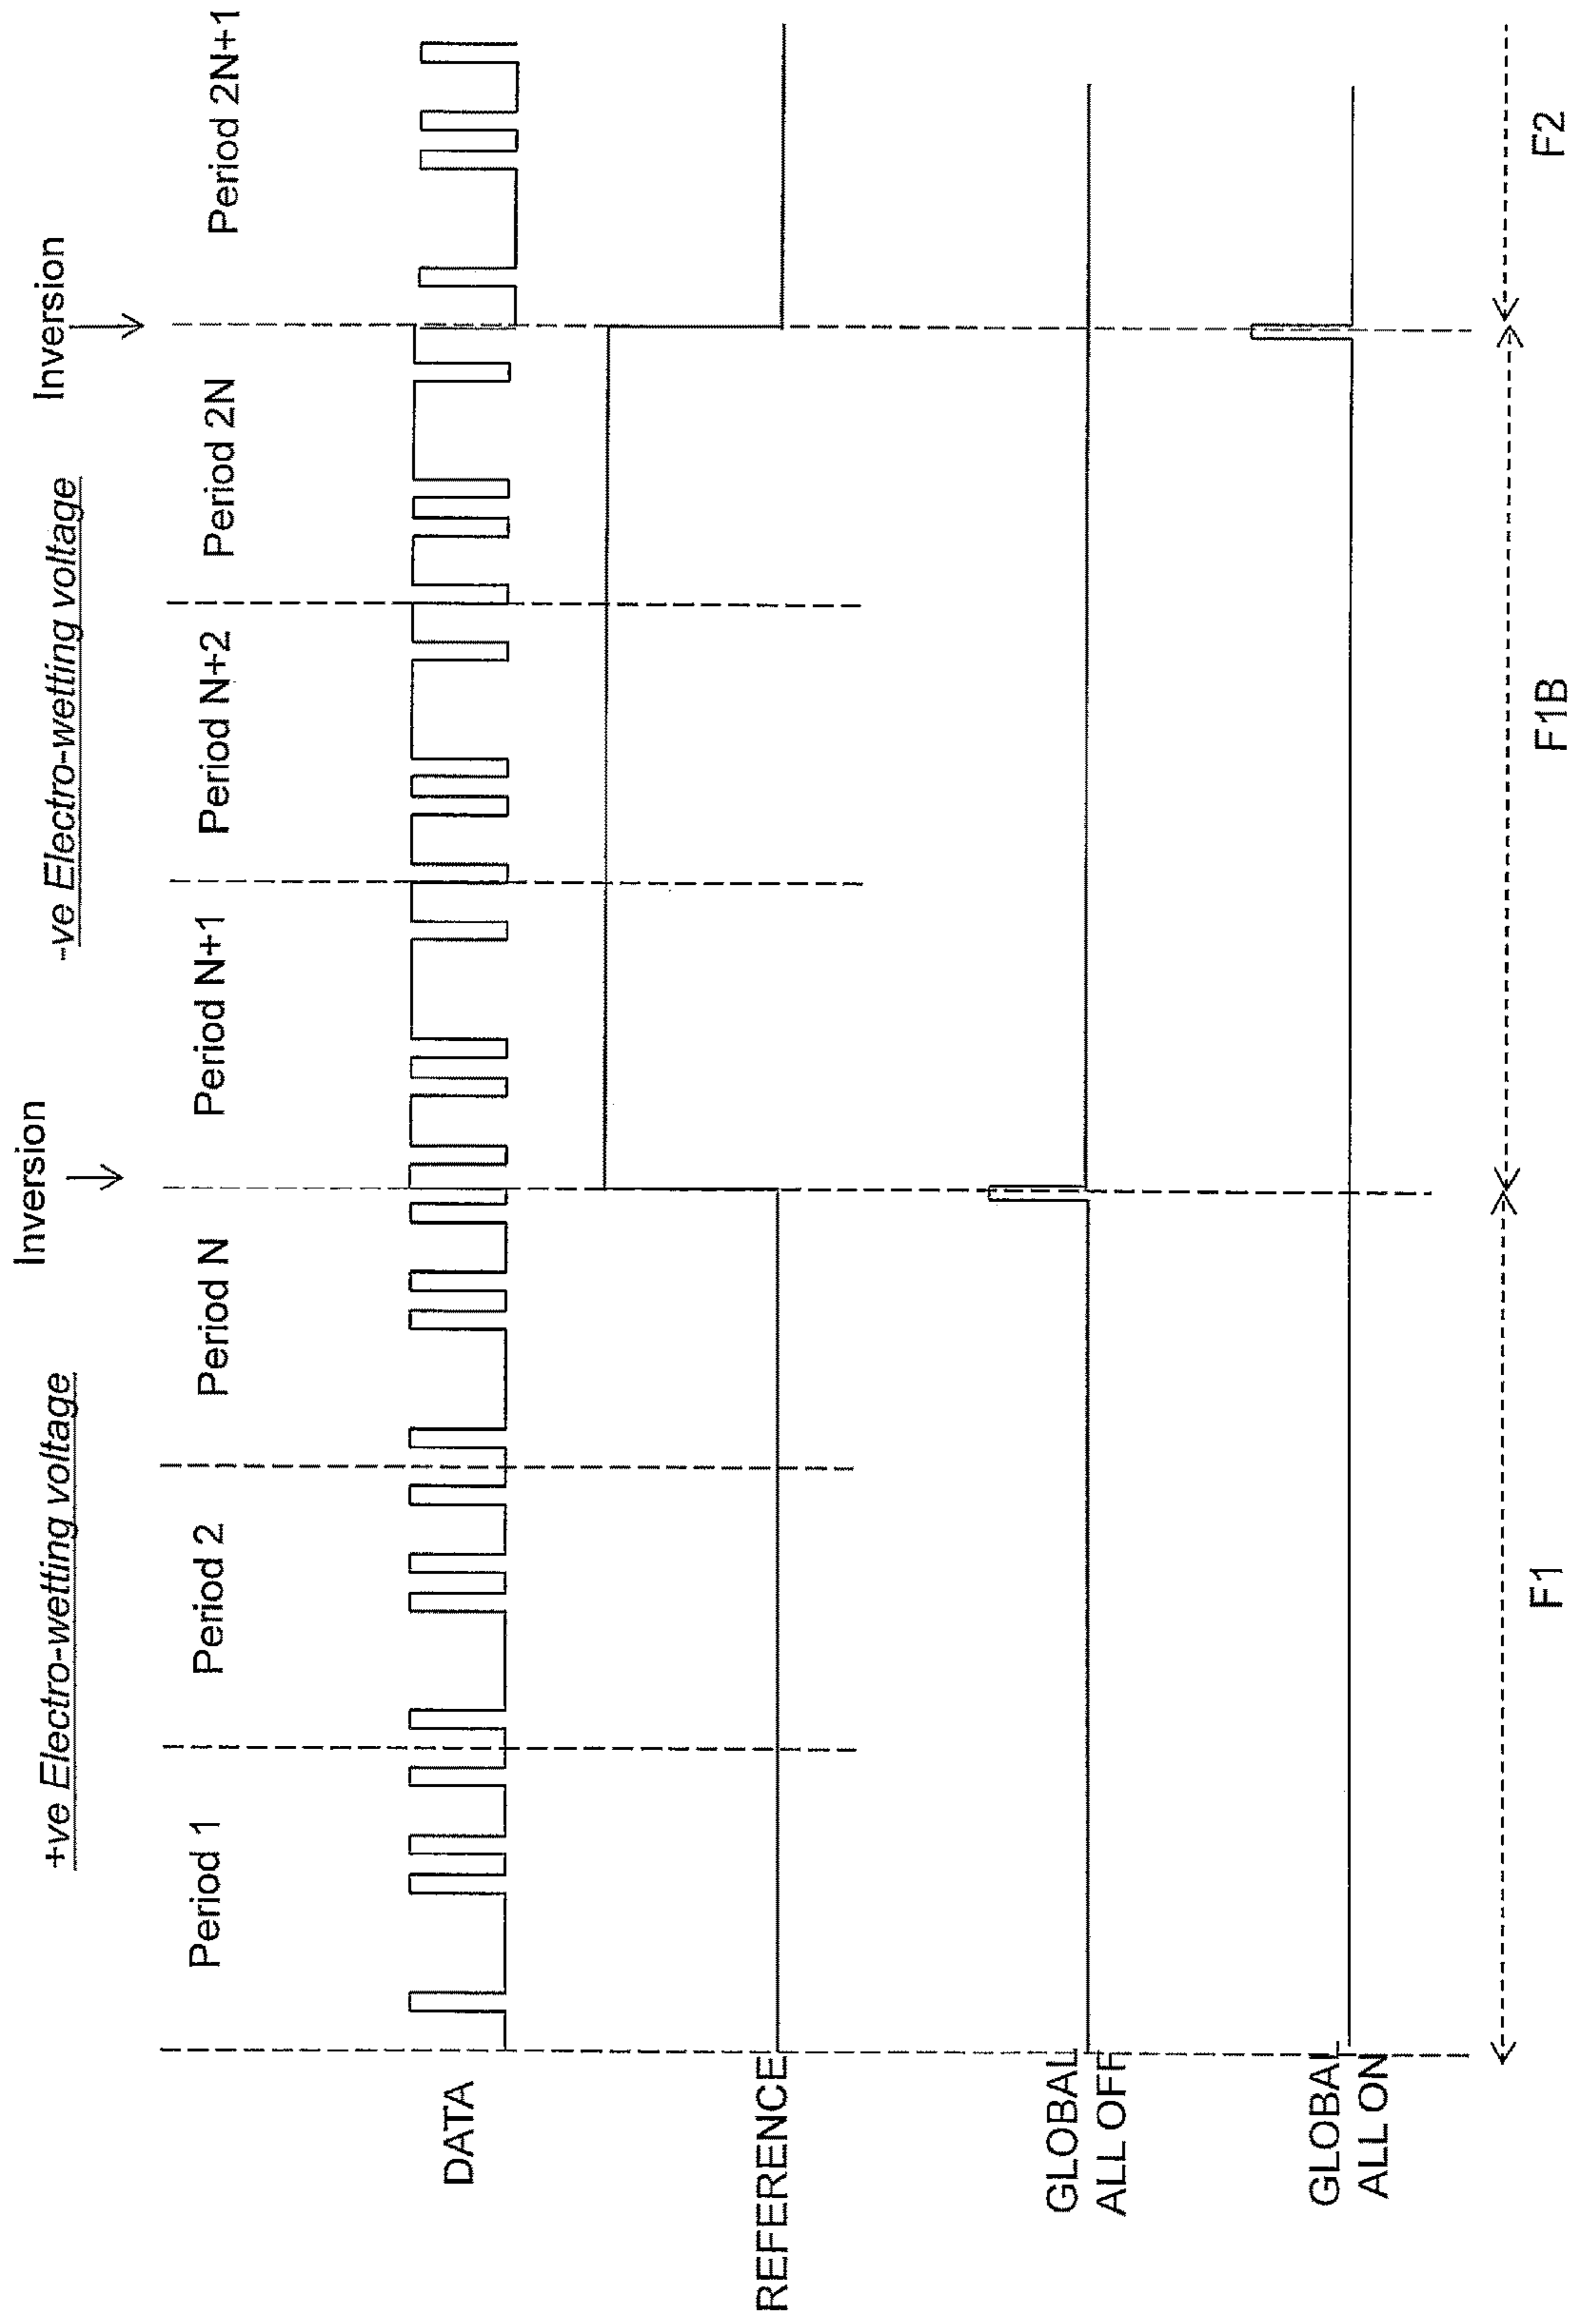 Inversion
Inversion
+ve Electro-wetting voltage
-ve Electro-wetting voltage
Period 1
Period 2
Period N
Period N+1
Period N+2
Period 2N
Period 2N+1
DATA
REFERENCE
GLOBAL
ALL OFF
GLOBAL
ALL ON
F1
F1B
F2